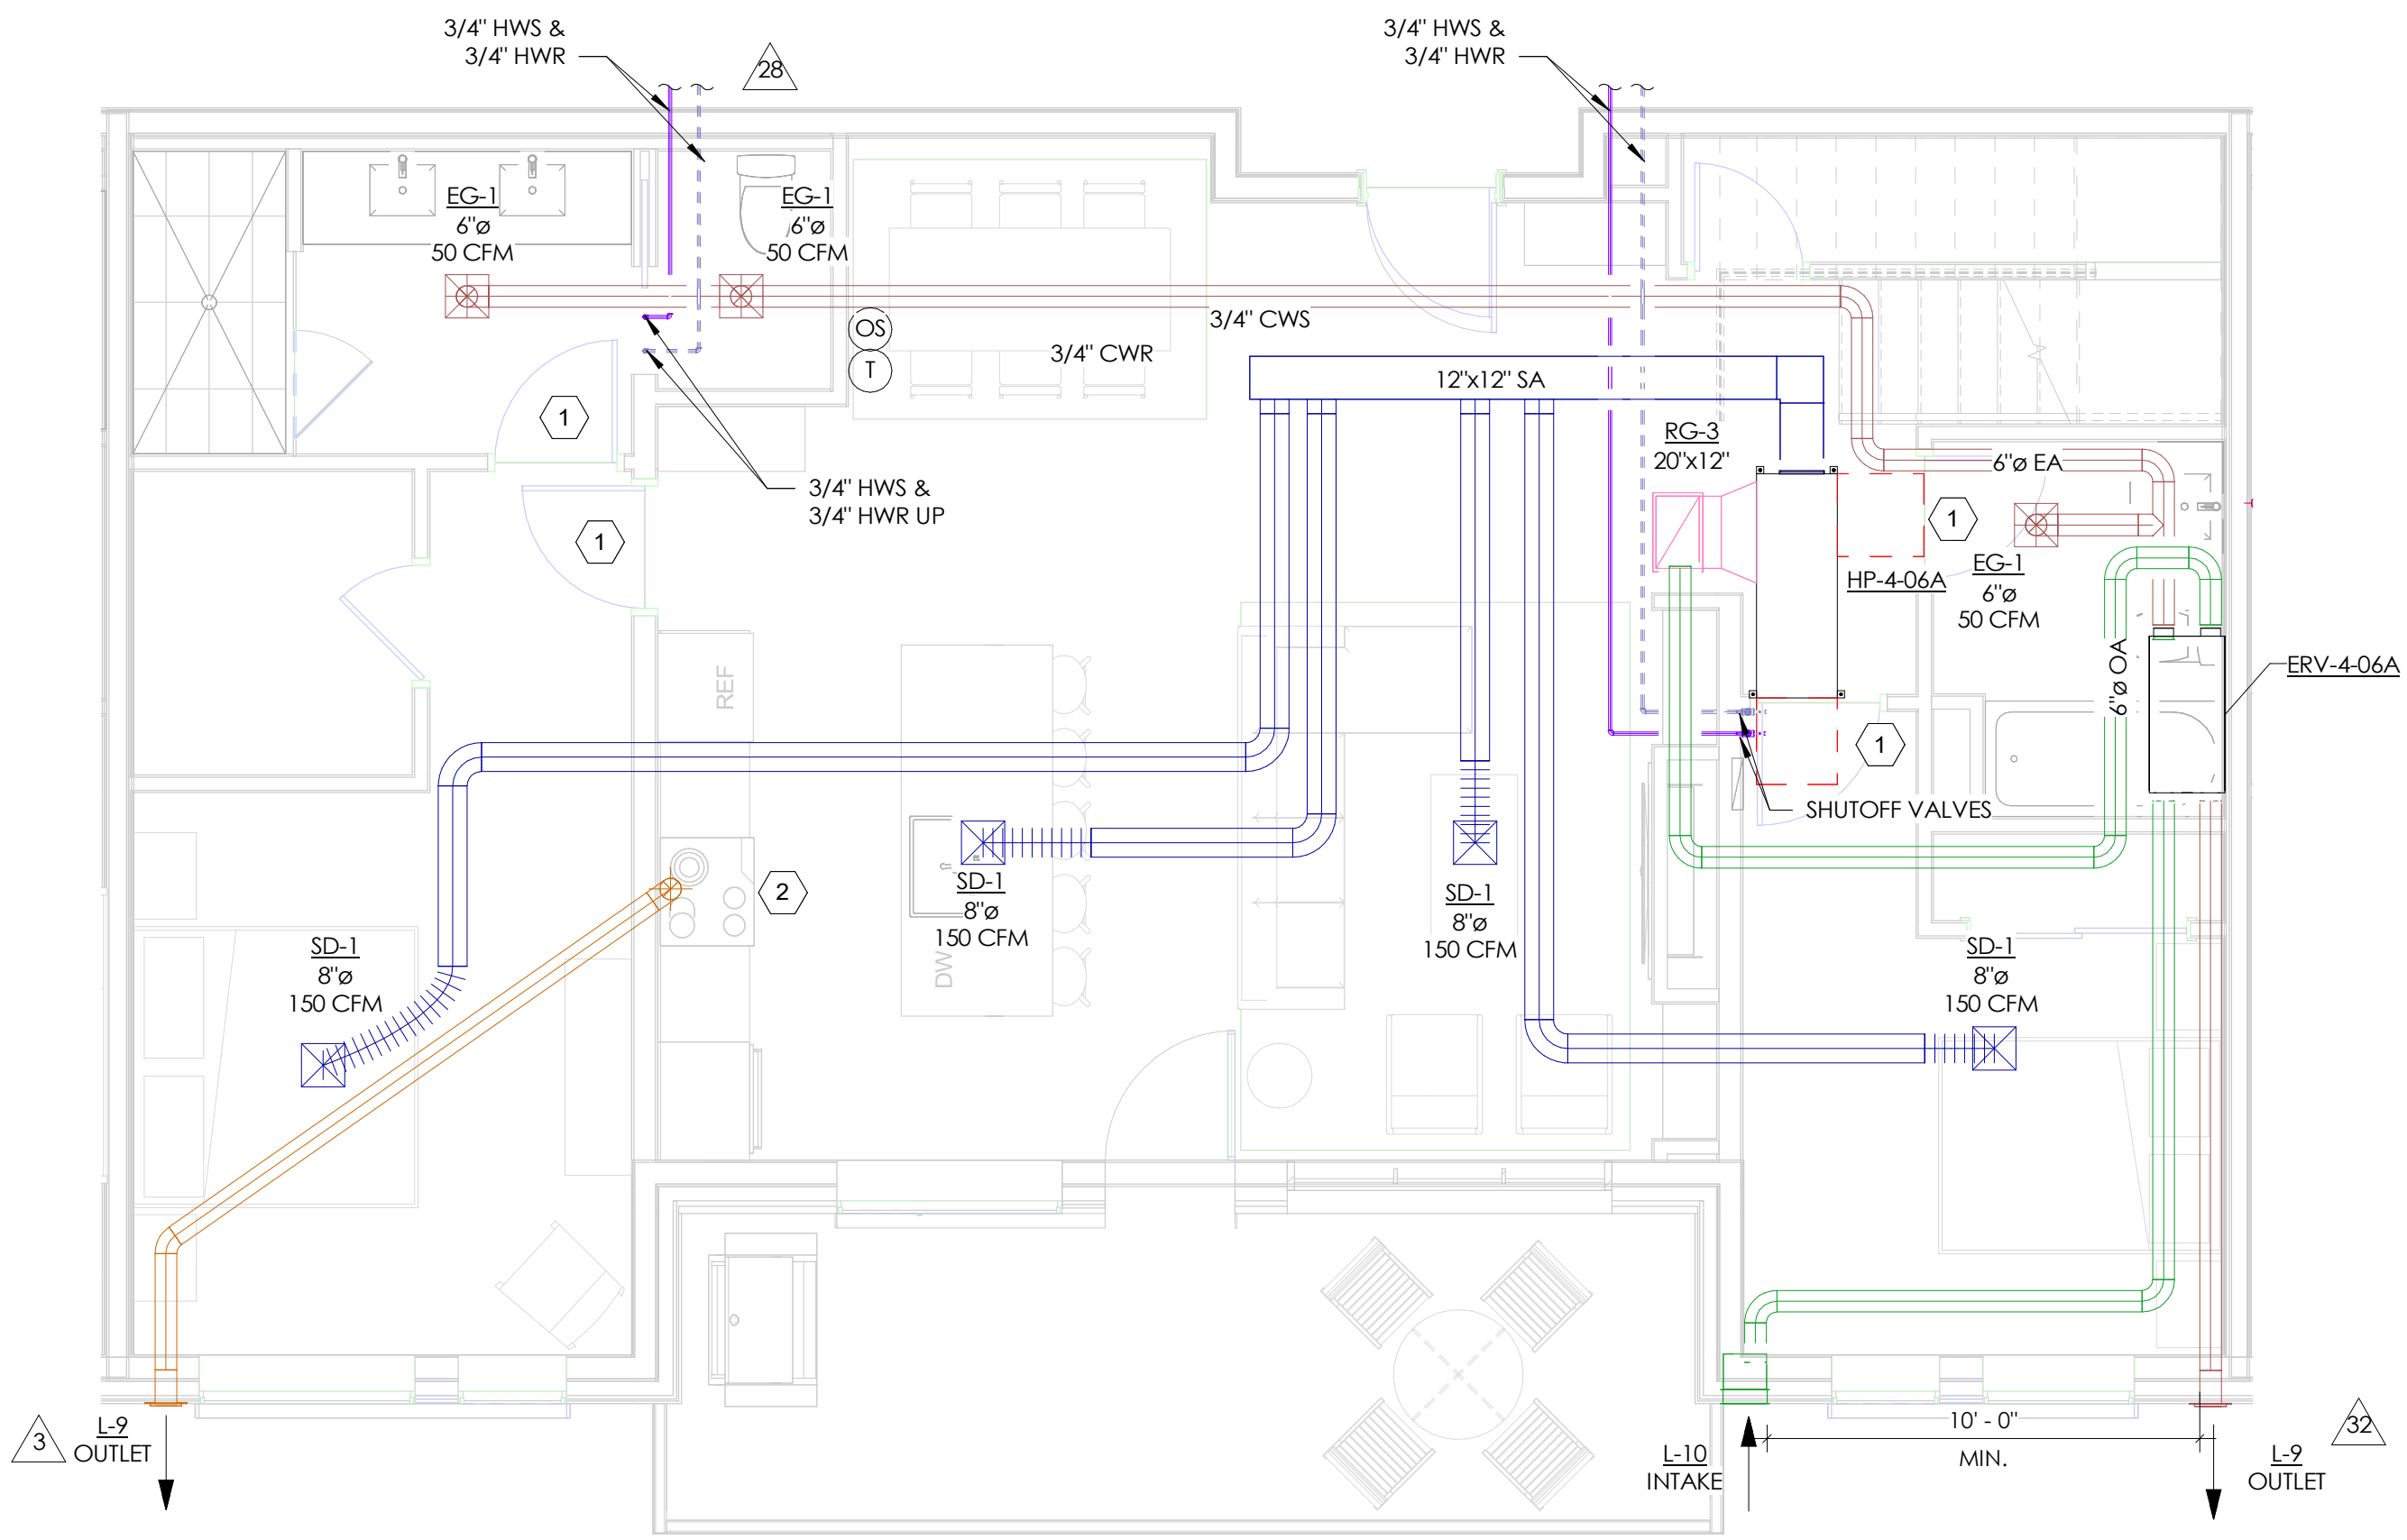 3/4" HWS &
3/4" HWR
28
3/4" HWS &
3/4" HWR
EG-1
6"ø
50 CFM
EG-1
6"ø
50 CFM
OS
T
3/4" CWS
3/4" CWR
12"x12" SA
1
RG-3
20"x12"
6"ø EA
3/4" HWS &
3/4" HWR UP
1
1
HP-4-06A
EG-1
6"ø
50 CFM
6"ø OA
ERV-4-06A
REF
1
SHUTOFF VALVES
2
SD-1
8"ø
150 CFM
SD-1
8"ø
150 CFM
SD-1
8"ø
150 CFM
SD-1
8"ø
150 CFM
DW
3
L-9
OUTLET
L-10
INTAKE
10' - 0"
MIN.
L-9
OUTLET
32